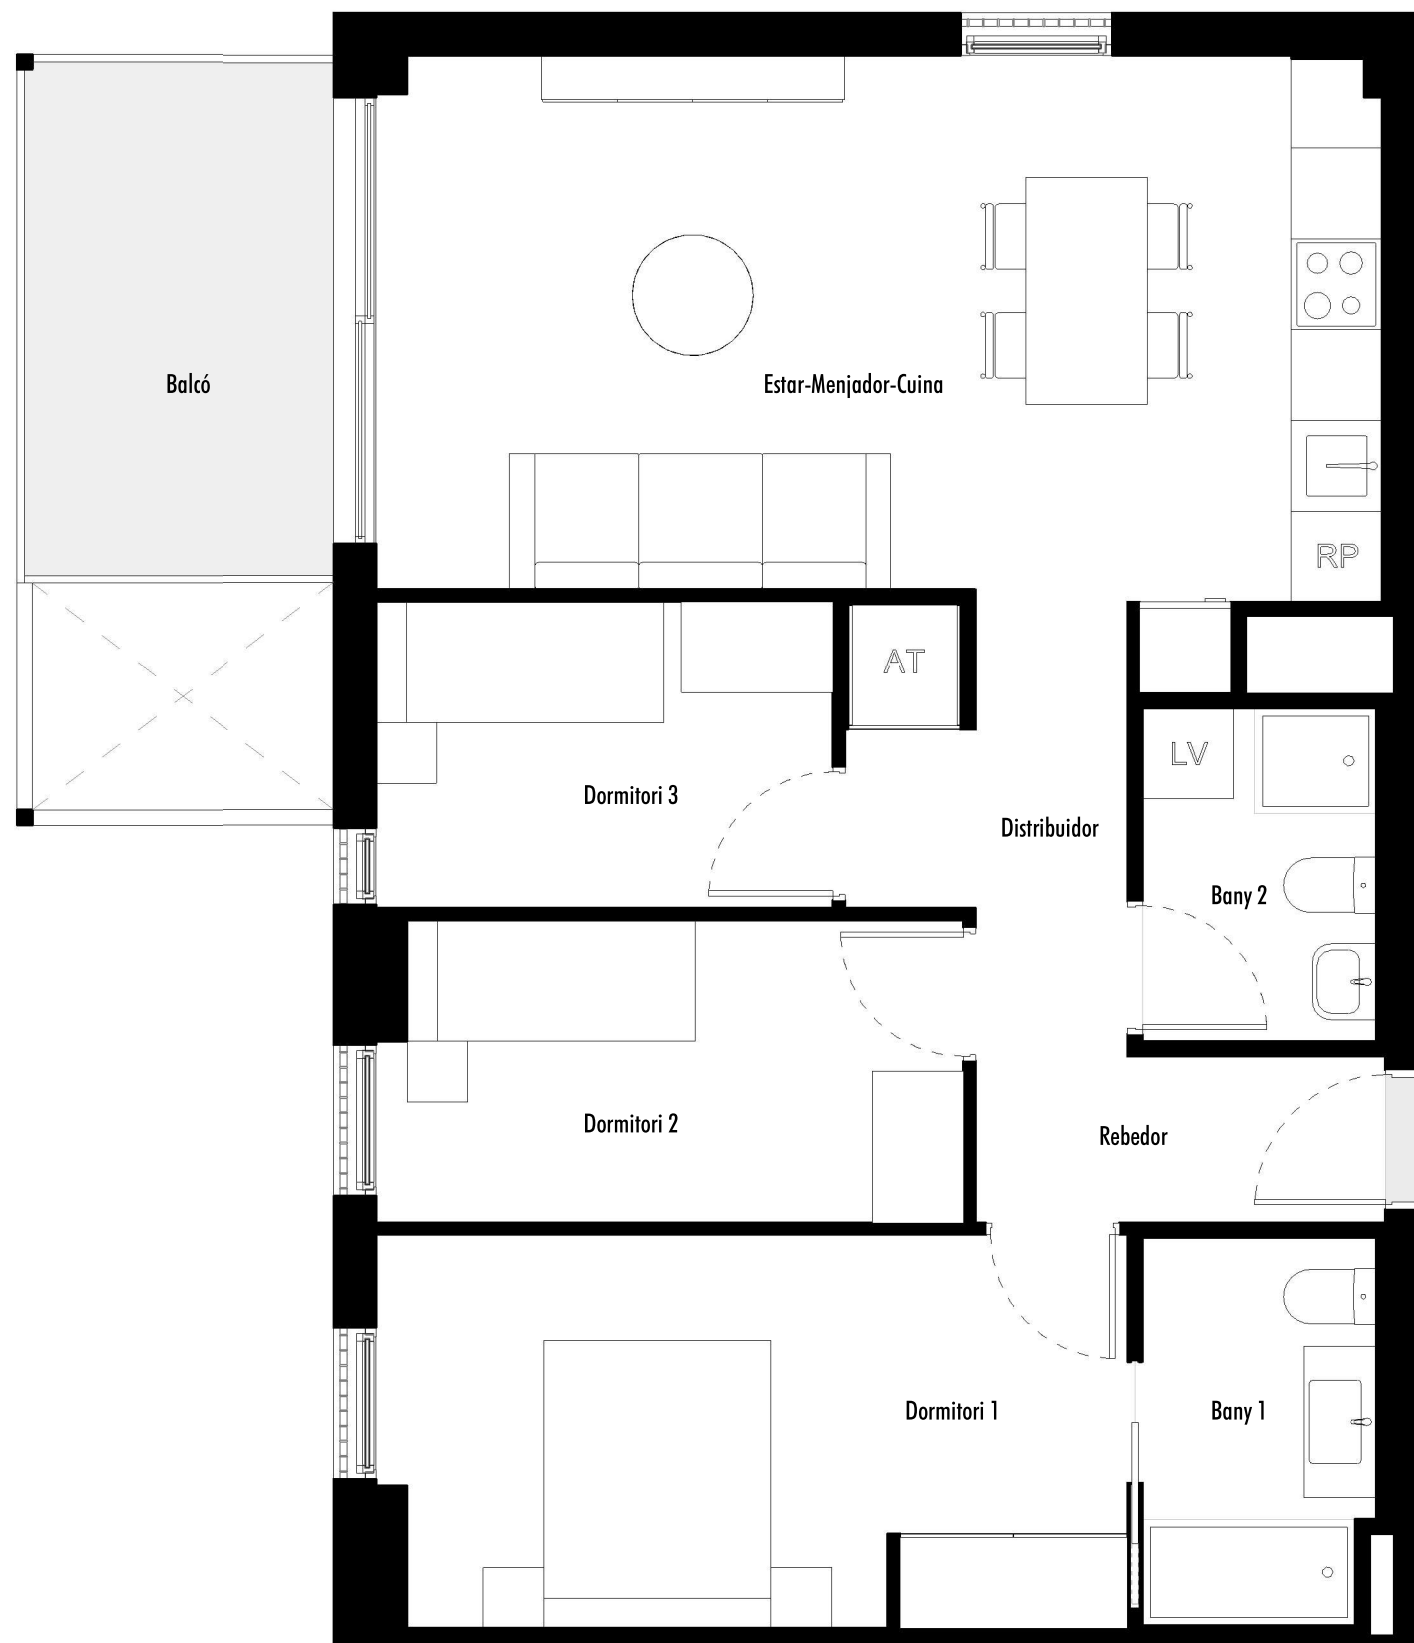 Balcó
Estar-Menjador-Cuina
RP
AT
LV
Dormitori 3
Distribuidor
Bany 2
Dormitori 2
Rebedor
Dormitori 1
Bany 1